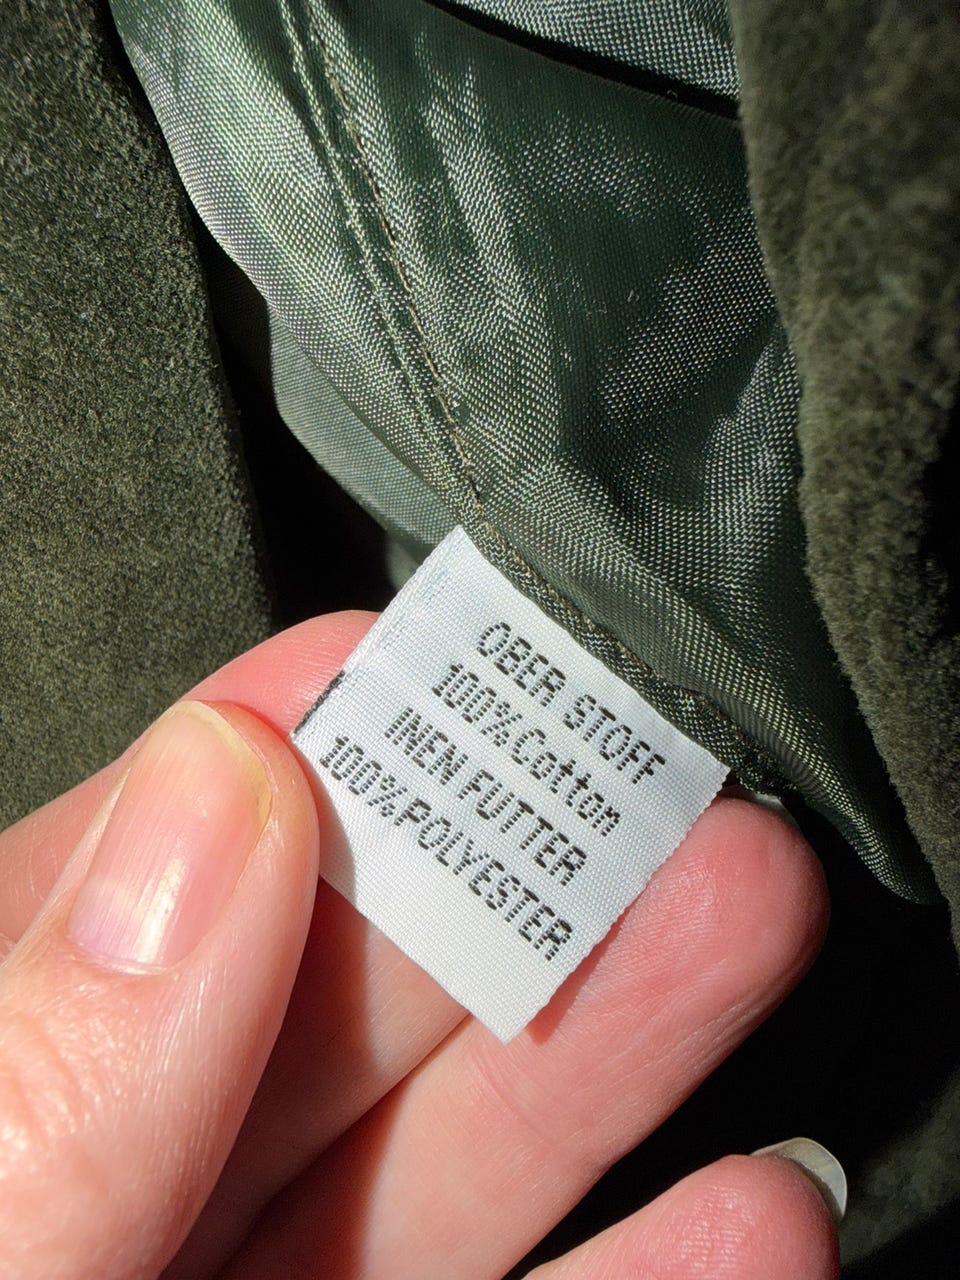 OBER STOFF
100%Cotton
INEN FUTTER
100%POLYESTER